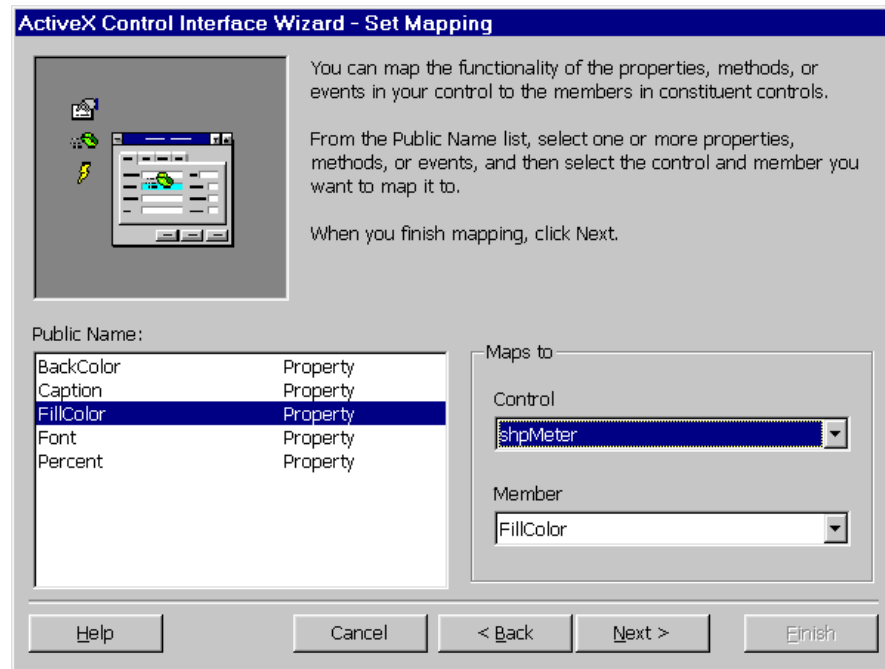 ActiveX Control Interface Wizard - Set Mapping
You can map the functionality of the properties, methods, or
events in your control to the members in constituent controls.
From the Public Name list, select one or more properties,
methods, or events, and then select the control and member you
want to map it to.
When you finish mapping, click Next.
Public Name:
BackColor Property
Caption Property
FillColor Property
Font Property
Percent Property
Maps to
Control
shpMeter
Member
FillColor
Help Cancel < Back Next > Finish